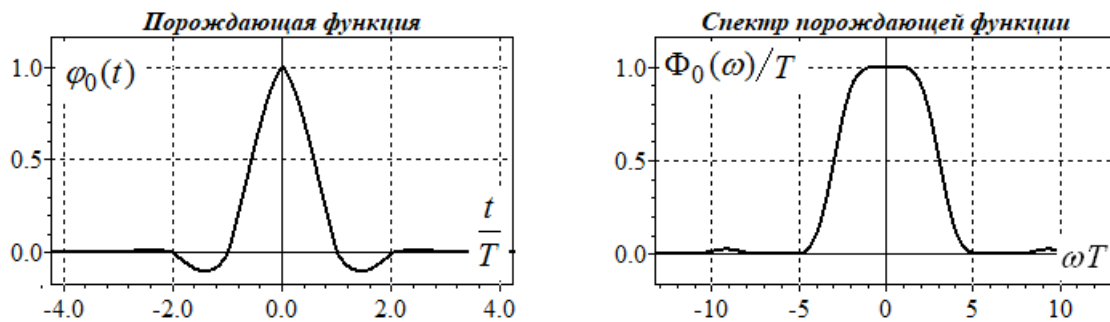 Порождающая функция
φ₀(t)
1.0
0.5
0.0
t/T
-4.0 -2.0 0.0 2.0 4.0
Спектр порождающей функции
Φ₀(ω)/T
1.0
0.5
0.0
ωT
-10 -5 0 5 10